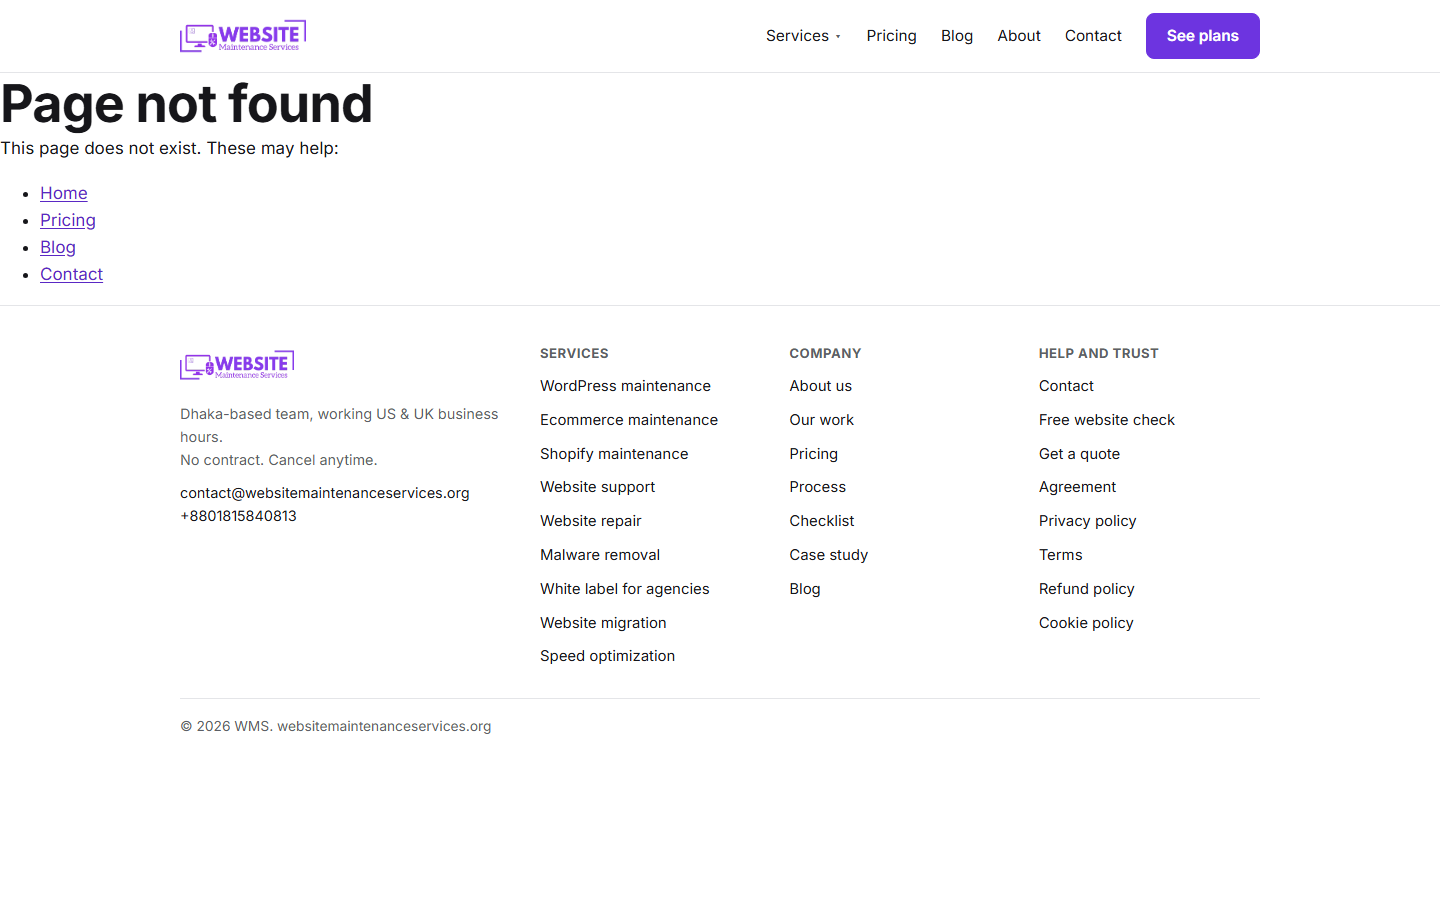 WEBSITE
Maintenance Services
Services
Pricing
Blog
About
Contact
See plans
Page not found
This page does not exist. These may help:
Home
Pricing
Blog
Contact
WEBSITE
Maintenance Services
Dhaka-based team, working US & UK business
hours.
No contract. Cancel anytime.
contact@websitemaintenanceservices.org
+8801815840813
SERVICES
WordPress maintenance
Ecommerce maintenance
Shopify maintenance
Website support
Website repair
Malware removal
White label for agencies
Website migration
Speed optimization
COMPANY
About us
Our work
Pricing
Process
Checklist
Case study
Blog
HELP AND TRUST
Contact
Free website check
Get a quote
Agreement
Privacy policy
Terms
Refund policy
Cookie policy
© 2026 WMS. websitemaintenanceservices.org